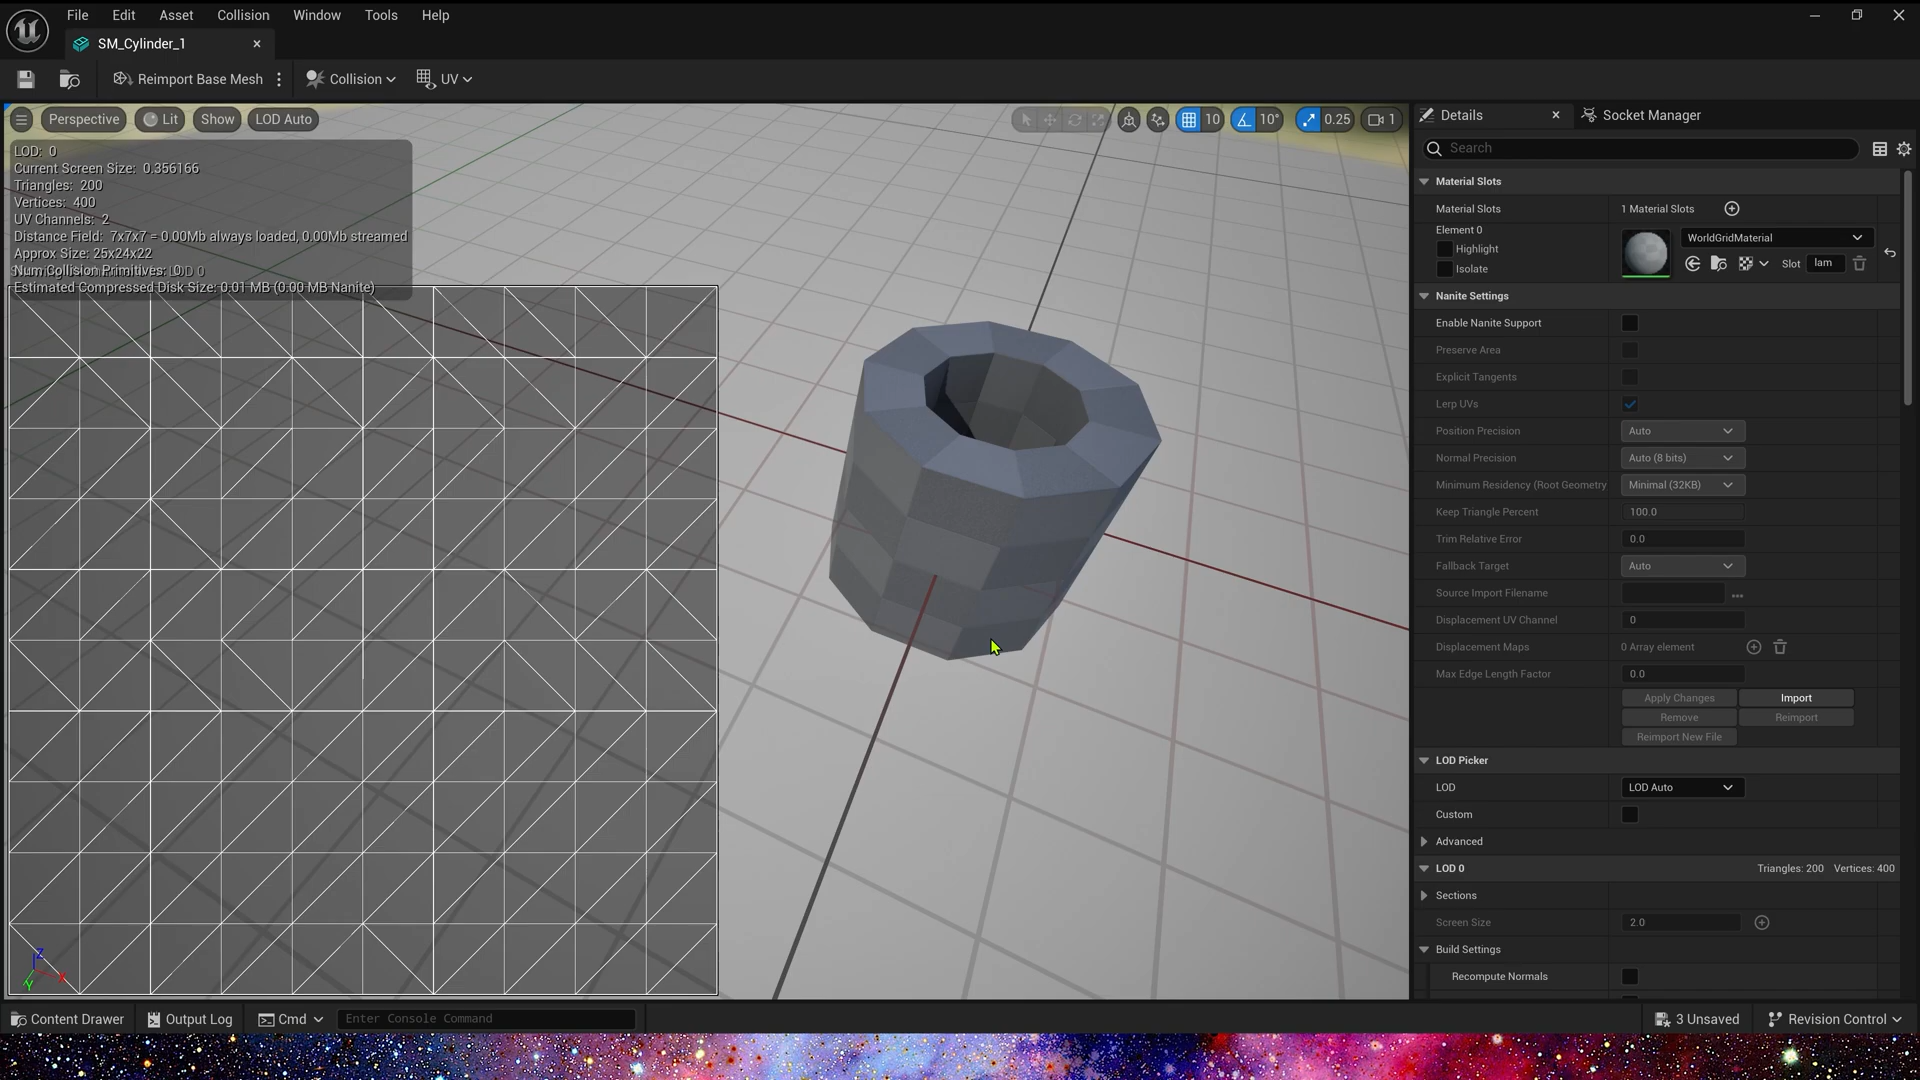 File Edit Asset Collision Window Tools Help
SM_Cylinder_1
Reimport Base Mesh Collision UV
Perspective Lit Show LOD Auto 10 10° 0.25 1
LOD: 0
Current Screen Size: 0.356166
Triangles: 200
Vertices: 400
UV Channels: 2
Distance Field: 7x7x7 = 0.00Mb always loaded, 0.00Mb streamed
Approx Size: 25x24x22
Num Collision Primitives: 0
LOD 0
Estimated Compressed Disk Size: 0.01 MB (0.00 MB Nanite)
Z
X
Y
Details Socket Manager
Search
Material Slots
Material Slots 1 Material Slots
Element 0
Highlight
Isolate
WorldGridMaterial
Slot lam
Nanite Settings
Enable Nanite Support
Preserve Area
Explicit Tangents
Lerp UVs
Position Precision Auto
Normal Precision Auto (8 bits)
Minimum Residency (Root Geometry Minimal (32KB)
Keep Triangle Percent 100.0
Trim Relative Error 0.0
Fallback Target Auto
Source Import Filename ...
Displacement UV Channel 0
Displacement Maps 0 Array element
Max Edge Length Factor 0.0
Apply Changes Import
Remove Reimport
Reimport New File
LOD Picker
LOD LOD Auto
Custom
Advanced
LOD 0 Triangles: 200 Vertices: 400
Sections
Screen Size 2.0
Build Settings
Recompute Normals
Content Drawer Output Log Cmd Enter Console Command 3 Unsaved Revision Control